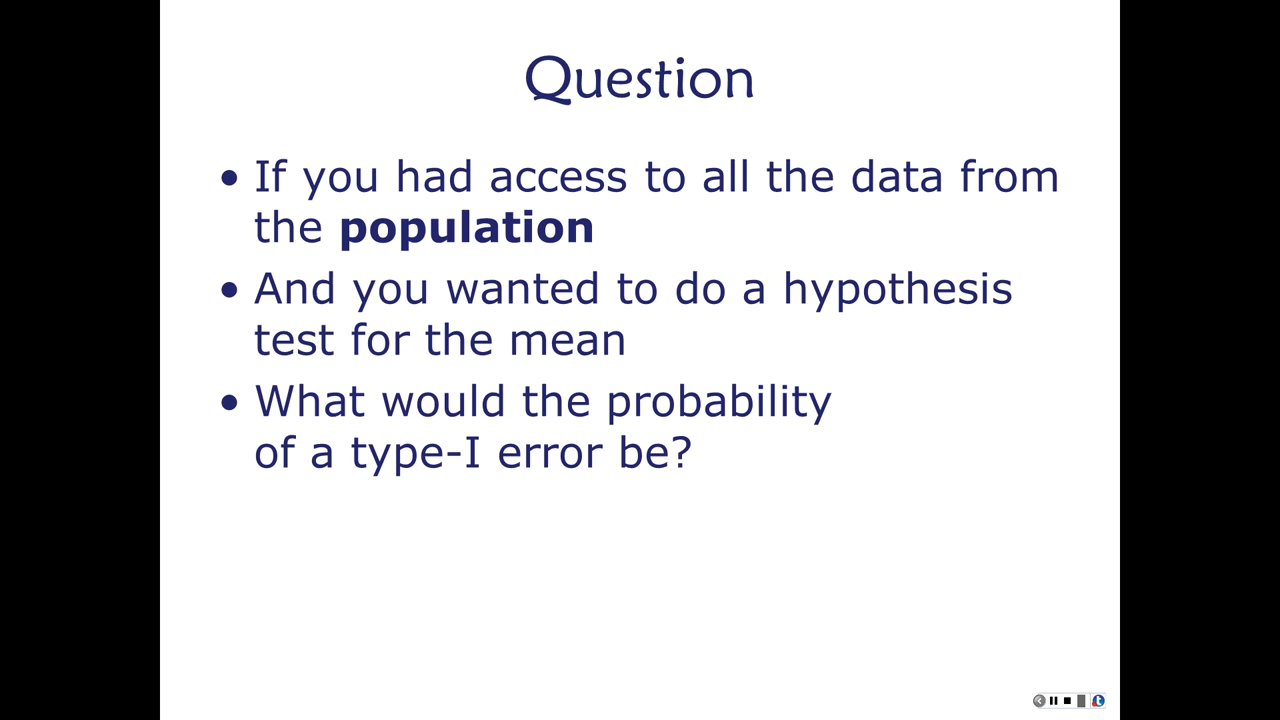 Question
• If you had access to all the data from
the population
• And you wanted to do a hypothesis
test for the mean
• What would the probability
of a type-I error be?